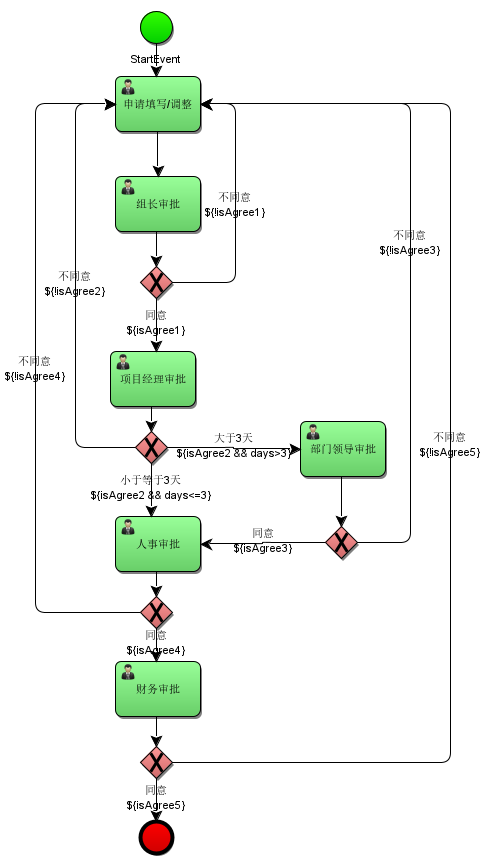 StartEvent
申请填写/调整
组长审批
不同意
${!isAgree1}
不同意
${!isAgree3}
不同意
${!isAgree2}
同意
${isAgree1}
不同意
${!isAgree4}
项目经理审批
大于3天
${isAgree2 && days>3}
部门领导审批
不同意
${!isAgree5}
小于等于3天
${isAgree2 && days<=3}
人事审批
同意
${isAgree3}
同意
${isAgree4}
财务审批
同意
${isAgree5}